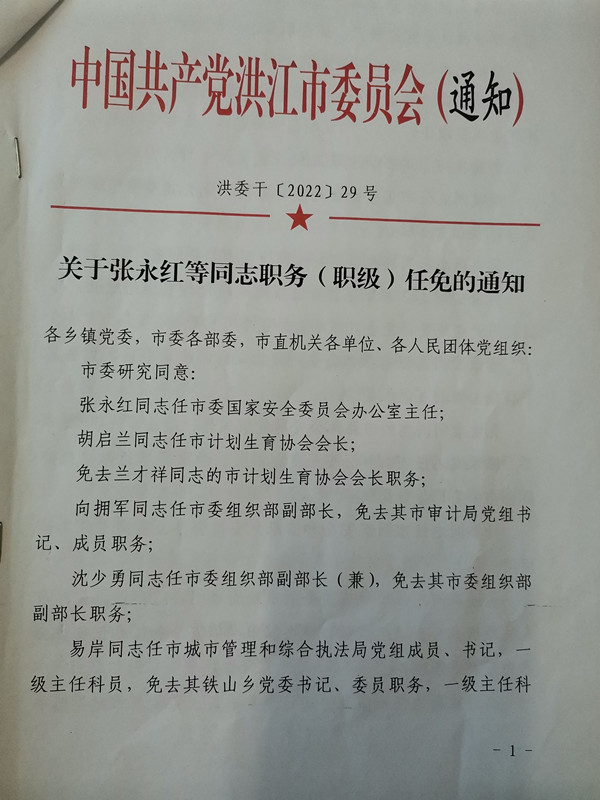 中国共产党洪江市委员会(通知)
洪委干〔2022〕29号
关于张永红等同志职务(职级)任免的通知
各乡镇党委,市委各部委,市直机关各单位、各人民团体党组织:
市委研究同意:
张永红同志任市委国家安全委员会办公室主任;
胡启兰同志任市计划生育协会会长;
免去兰才祥同志的市计划生育协会会长职务;
向拥军同志任市委组织部副部长,免去其市审计局党组书
记、成员职务;
沈少勇同志任市委组织部副部长(兼),免去其市委组织部
副部长职务;
易岸同志任市城市管理和综合执法局党组成员、书记,一
级主任科员,免去其铁山乡党委书记、委员职务,一级主任科
- 1 -